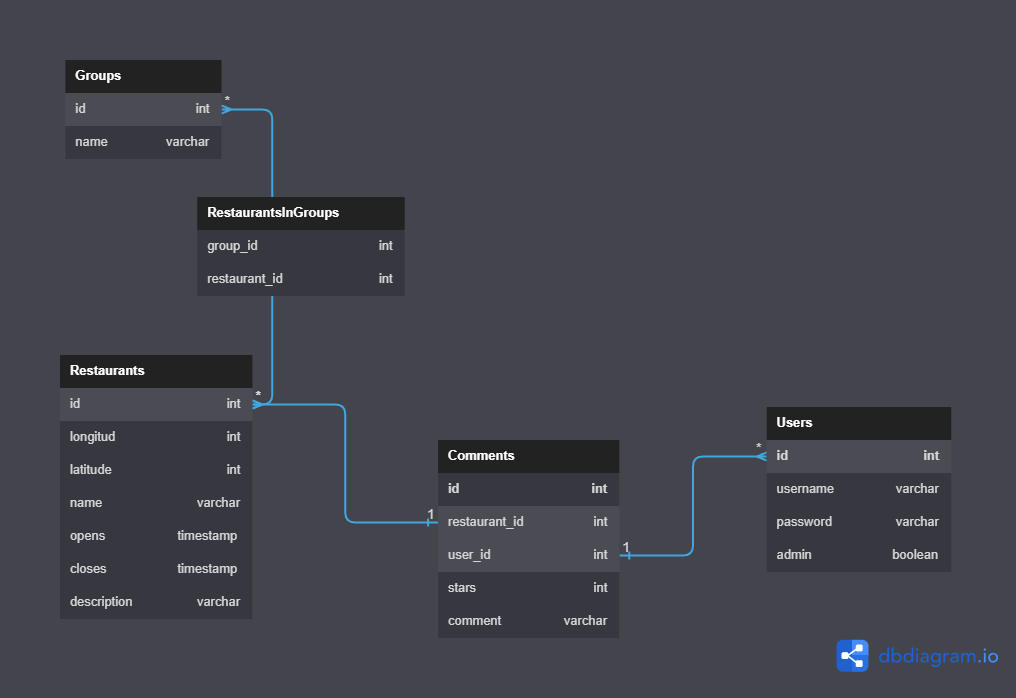 Groups
id int
*
name varchar
RestaurantsInGroups
group_id int
restaurant_id int
Restaurants
id int
*
longitud int
latitude int
name varchar
opens timestamp
closes timestamp
description varchar
Comments
id int
1
restaurant_id int
user_id int
1
stars int
comment varchar
Users
*
id int
username varchar
password varchar
admin boolean
dbdiagram.io